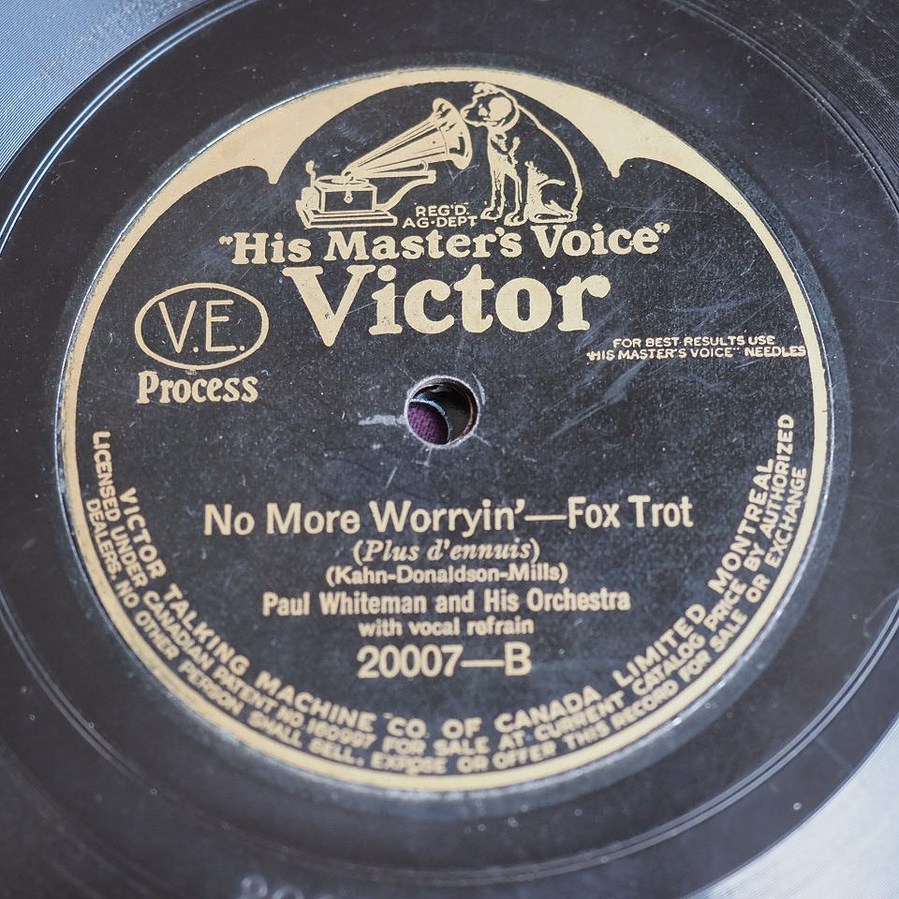 REG'D.
AG-DEPT
"His Master's Voice"
Victor
V.E.
Process
FOR BEST RESULTS USE
"HIS MASTER'S VOICE" NEEDLES
No More Worryin'—Fox Trot
(Plus d'ennuis)
(Kahn-Donaldson-Mills)
Paul Whiteman and His Orchestra
with vocal refrain
20007—B
VICTOR TALKING MACHINE CO OF CANADA LIMITED MONTREAL
LICENSED UNDER CANADIAN PATENT NO. FOR SALE AT CURRENT CATALOG PRICE BY AUTHORIZED
DEALERS. NO OTHER PERSON SHALL SELL, EXPOSE OR OFFER THIS RECORD FOR SALE OR EXCHANGE